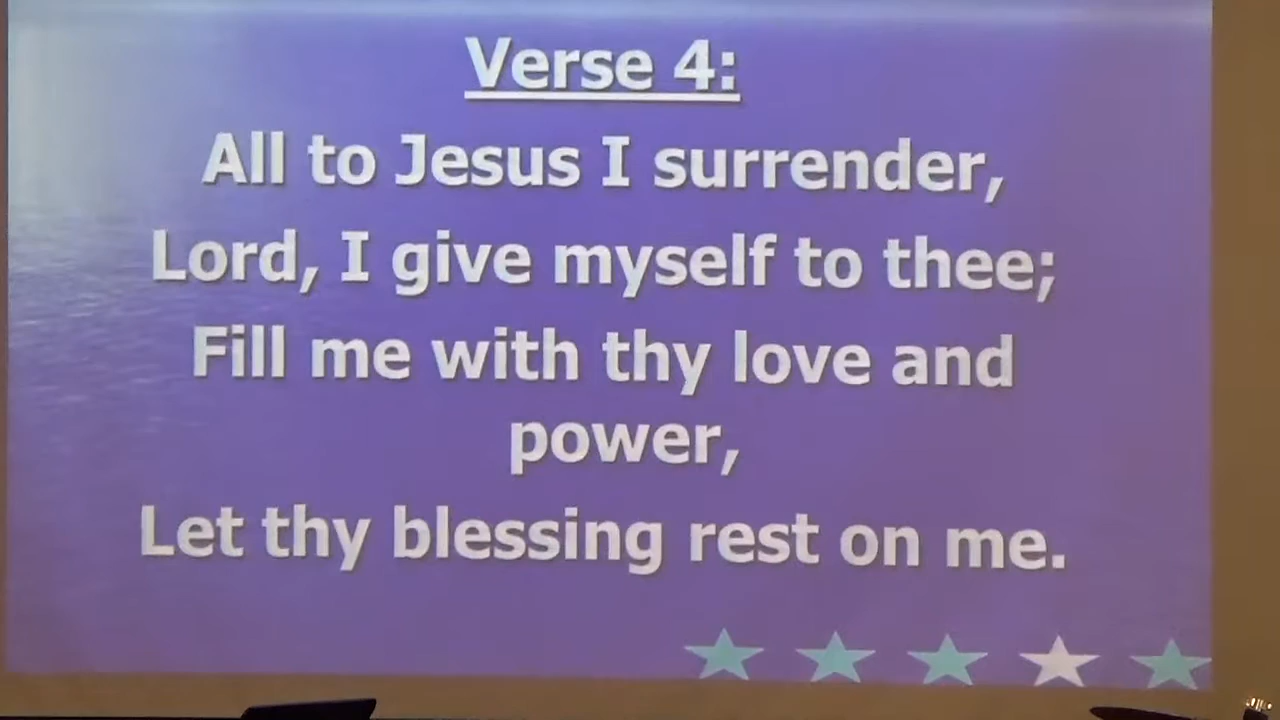 Verse 4:
All to Jesus I surrender,
Lord, I give myself to thee;
Fill me with thy love and
power,
Let thy blessing rest on me.